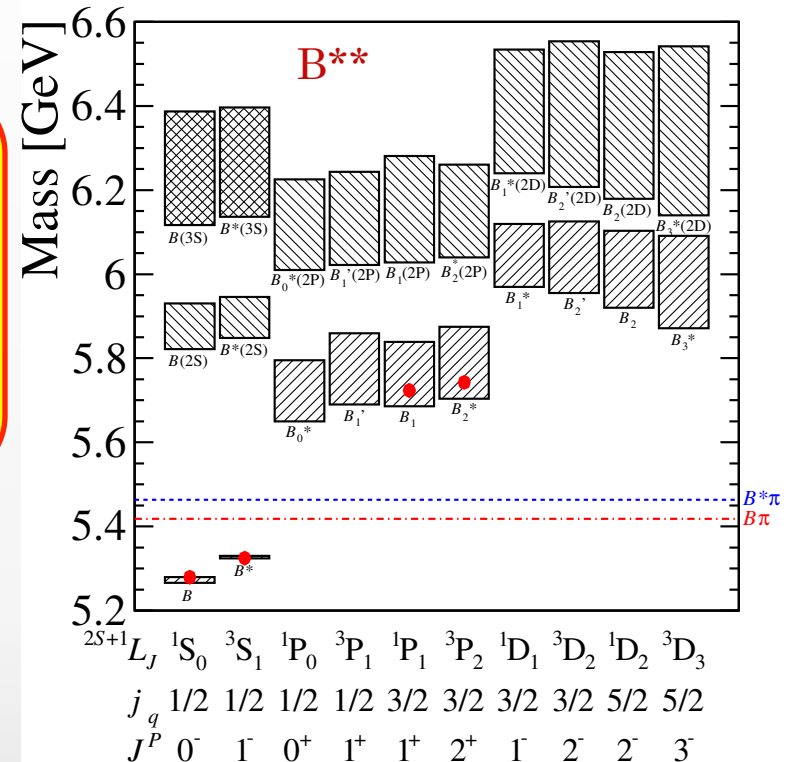 B**
Mass [GeV]
6.6
6.4
6.2
6
5.8
5.6
5.4
5.2
B(3S) B*(3S) B₀*(2P) B₁'(2P) B₁(2P) B₂*(2P) B₁*(2D) B₂'(2D) B₂(2D) B₃*(2D)
B₁* B₂' B₂ B₃*
B(2S) B*(2S)
B₀* B₁' B₁ B₂*
B*π
Bπ
B B*
²ˢ⁺¹L_J ¹S₀ ³S₁ ¹P₀ ³P₁ ¹P₁ ³P₂ ¹D₁ ³D₂ ¹D₂ ³D₃
j_q 1/2 1/2 1/2 1/2 3/2 3/2 3/2 3/2 5/2 5/2
Jᴾ 0⁻ 1⁻ 0⁺ 1⁺ 1⁺ 2⁺ 1⁻ 2⁻ 2⁻ 3⁻